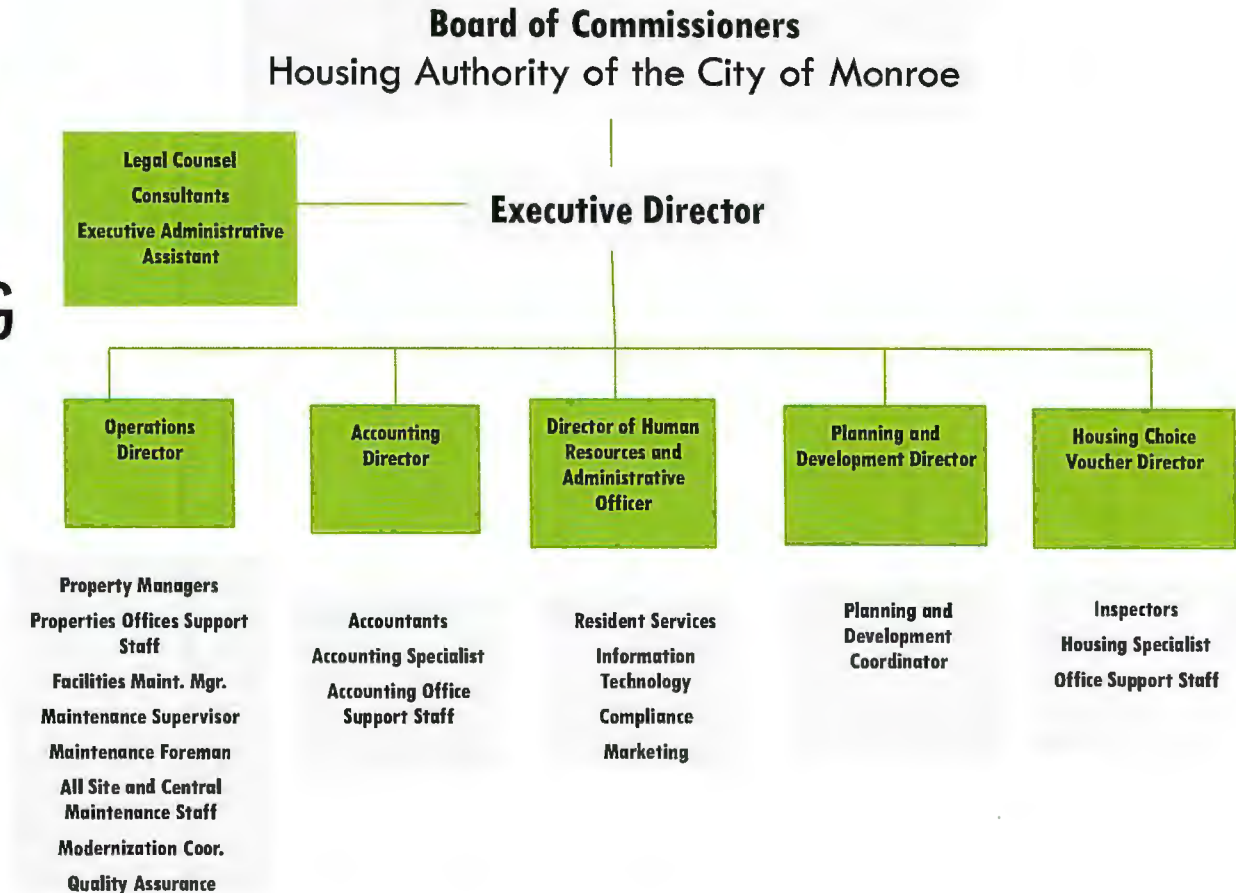 Board of Commissioners
Housing Authority of the City of Monroe
Legal Counsel
Consultants
Executive Administrative
Assistant
Executive Director
G
Operations
Director
Accounting
Director
Director of Human
Resources and
Administrative
Officer
Planning and
Development Director
Housing Choice
Voucher Director
Property Managers
Properties Offices Support
Staff
Facilities Maint. Mgr.
Maintenance Supervisor
Maintenance Foreman
All Site and Central
Maintenance Staff
Modernization Coor.
Quality Assurance
Accountants
Accounting Specialist
Accounting Office
Support Staff
Resident Services
Information
Technology
Compliance
Marketing
Planning and
Development
Coordinator
Inspectors
Housing Specialist
Office Support Staff